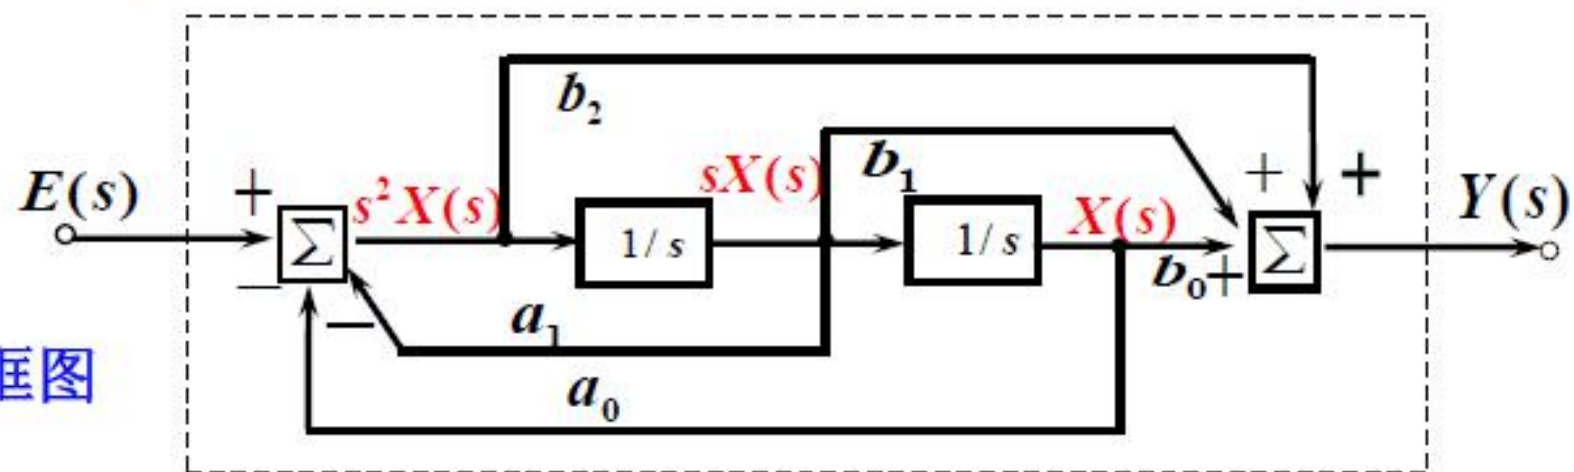 b₂
E(s)
+
s²X(s)
sX(s)
b₁
X(s)
+
+
Y(s)
Σ
1/s
1/s
b₀
+
Σ
−
−
a₁
框图
a₀